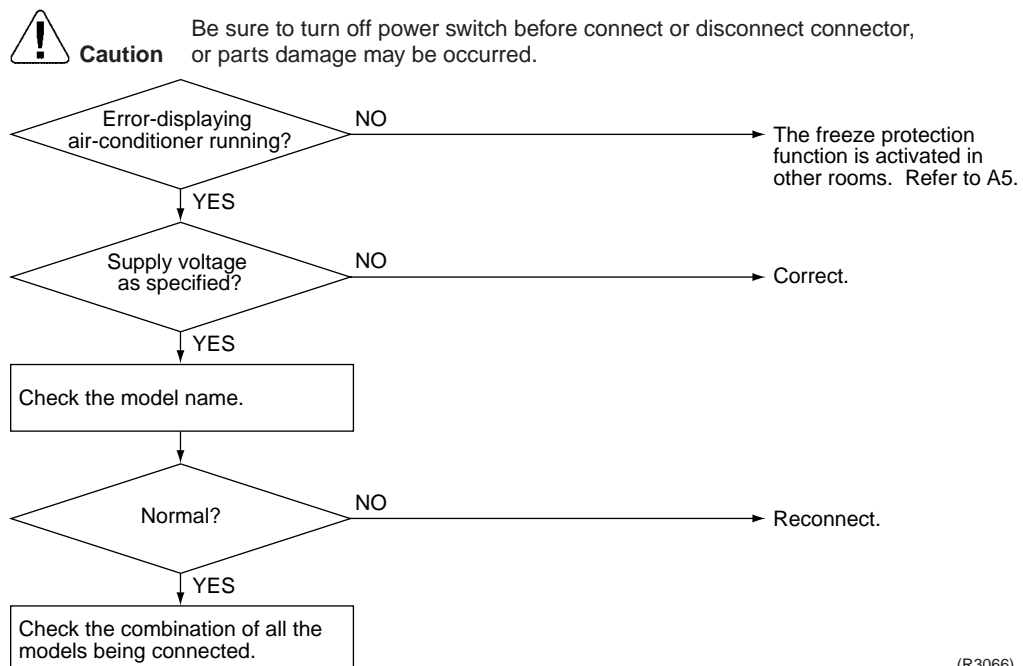 Be sure to turn off power switch before connect or disconnect connector,
Caution or parts damage may be occurred.
Error-displaying
air-conditioner running?
NO
The freeze protection
function is activated in
other rooms. Refer to A5.
YES
Supply voltage
as specified?
NO
Correct.
YES
Check the model name.
Normal?
NO
Reconnect.
YES
Check the combination of all the
models being connected.
(R3066)